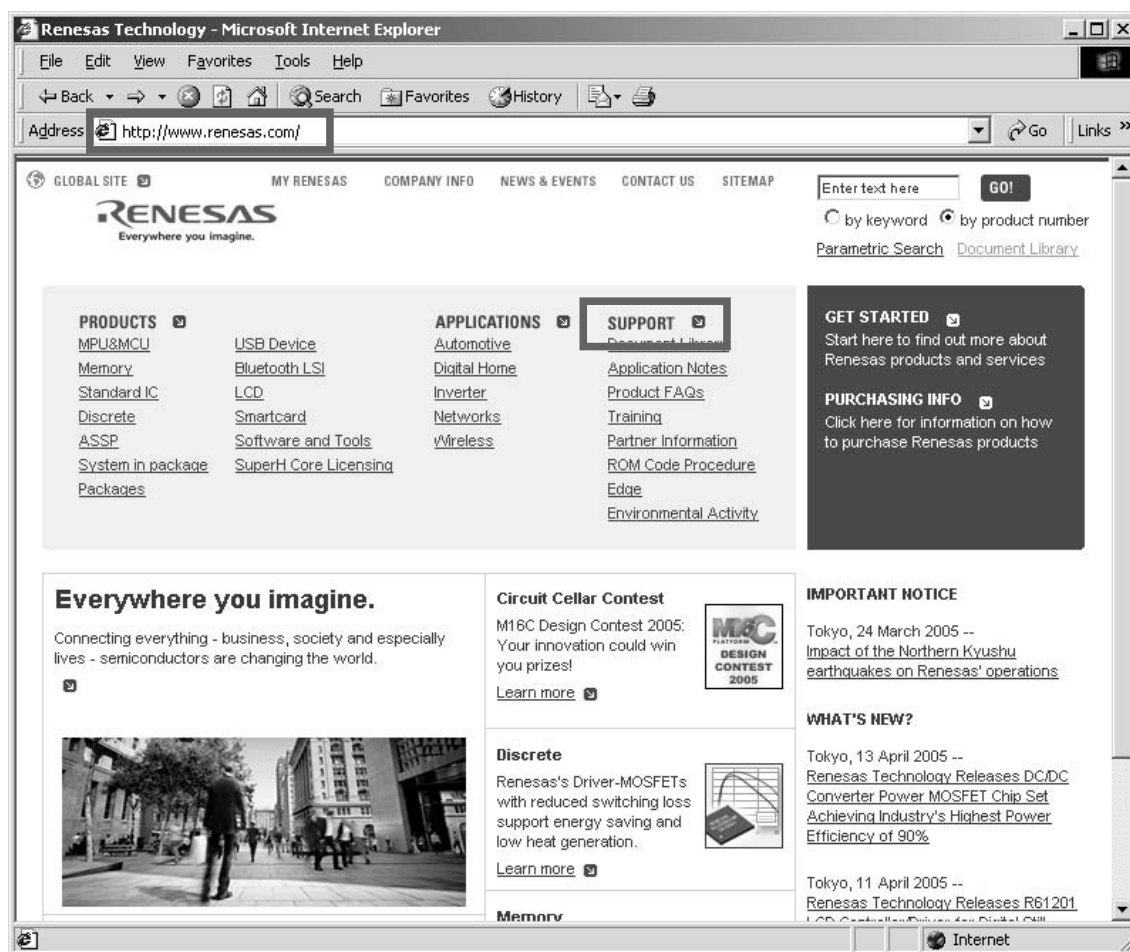 Renesas Technology - Microsoft Internet Explorer
File Edit View Favorites Tools Help
Back Search Favorites History
Address http://www.renesas.com/ Go Links »
GLOBAL SITE MY RENESAS COMPANY INFO NEWS & EVENTS CONTACT US SITEMAP
Enter text here GO!
RENESAS
Everywhere you imagine.
by keyword by product number
Parametric Search Document Library
PRODUCTS
MPU&MCU
Memory
Standard IC
Discrete
ASSP
System in package
Packages
USB Device
Bluetooth LSI
LCD
Smartcard
Software and Tools
SuperH Core Licensing
APPLICATIONS
Automotive
Digital Home
Inverter
Networks
Wireless
SUPPORT
Document Library
Application Notes
Product FAQs
Training
Partner Information
ROM Code Procedure
Edge
Environmental Activity
GET STARTED
Start here to find out more about
Renesas products and services
PURCHASING INFO
Click here for information on how
to purchase Renesas products
Everywhere you imagine.
Connecting everything - business, society and especially
lives - semiconductors are changing the world.
Circuit Cellar Contest
M16C Design Contest 2005:
Your innovation could win
you prizes!
Learn more
M16C
PLATFORM
DESIGN
CONTEST
2005
Discrete
Renesas's Driver-MOSFETs
with reduced switching loss
support energy saving and
low heat generation.
Learn more
Memory
IMPORTANT NOTICE
Tokyo, 24 March 2005 --
Impact of the Northern Kyushu
earthquakes on Renesas' operations
WHAT'S NEW?
Tokyo, 13 April 2005 --
Renesas Technology Releases DC/DC
Converter Power MOSFET Chip Set
Achieving Industry's Highest Power
Efficiency of 90%
Tokyo, 11 April 2005 --
Renesas Technology Releases R61201
LCD Controller/Driver for Digital Still
Internet